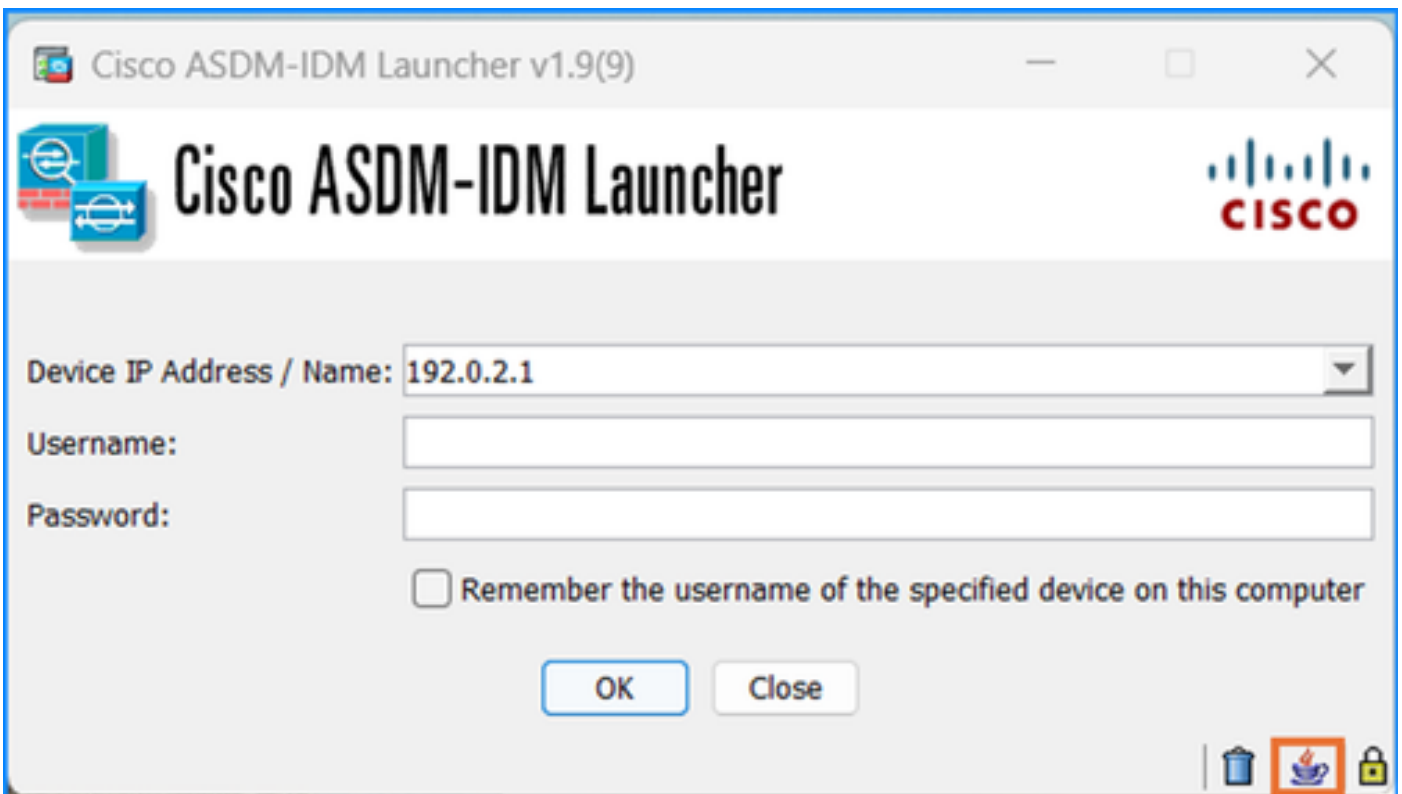 Cisco ASDM-IDM Launcher v1.9(9)
Cisco ASDM-IDM Launcher
CISCO
Device IP Address / Name: 192.0.2.1
Username:
Password:
Remember the username of the specified device on this computer
OK Close